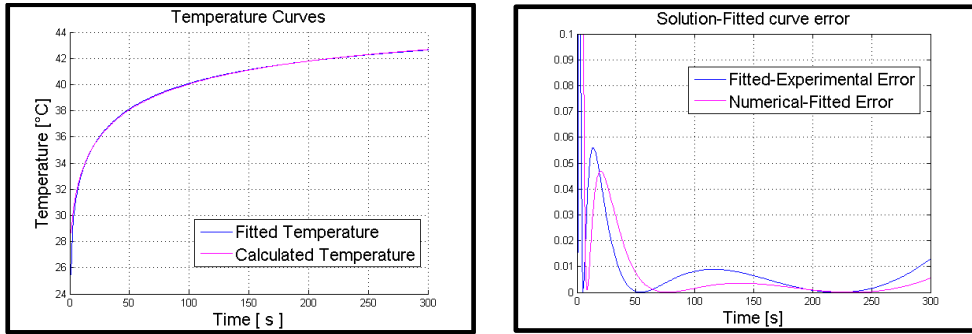 Temperature Curves
44
42
40
38
36
34
32
30
28
26
24
Temperature [°C]
Fitted Temperature
Calculated Temperature
0 50 100 150 200 250 300
Time [ s ]
Solution-Fitted curve error
0.1
0.09
0.08
0.07
0.06
0.05
0.04
0.03
0.02
0.01
0
Fitted-Experimental Error
Numerical-Fitted Error
0 50 100 150 200 250 300
Time [s]